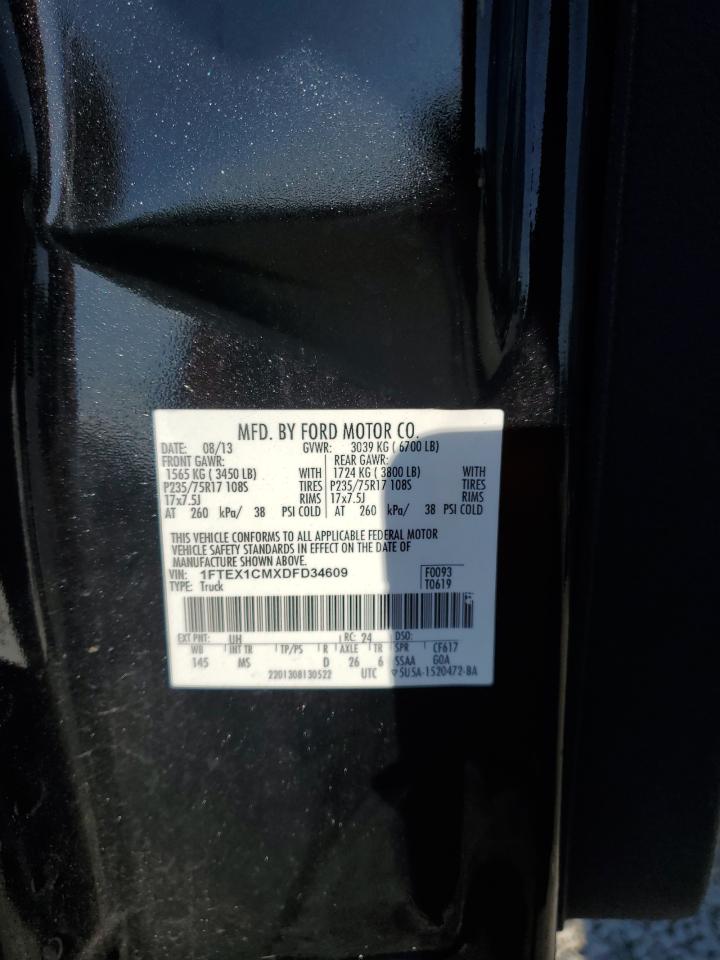 MFD. BY FORD MOTOR CO.
DATE: 08/13 GVWR: 3039 KG ( 6700 LB)
FRONT GAWR: REAR GAWR:
1565 KG ( 3450 LB) WITH 1724 KG ( 3800 LB) WITH
P235/75R17 108S TIRES P235/75R17 108S TIRES
17x7.5J RIMS 17x7.5J RIMS
AT 260 kPa/ 38 PSI COLD AT 260 kPa/ 38 PSI COLD
THIS VEHICLE CONFORMS TO ALL APPLICABLE FEDERAL MOTOR
VEHICLE SAFETY STANDARDS IN EFFECT ON THE DATE OF
MANUFACTURE SHOWN ABOVE.
VIN: 1FTEX1CMXDFD34609 F0093
TYPE: Truck T0619
EXT PNT: UH RC: 24 DSO:
WB INT TR TP/PS R AXLE TR SPR CF617
145 MS D 26 6 SSAA GOA
2201308130522 UTC 5U5A-1520472-BA